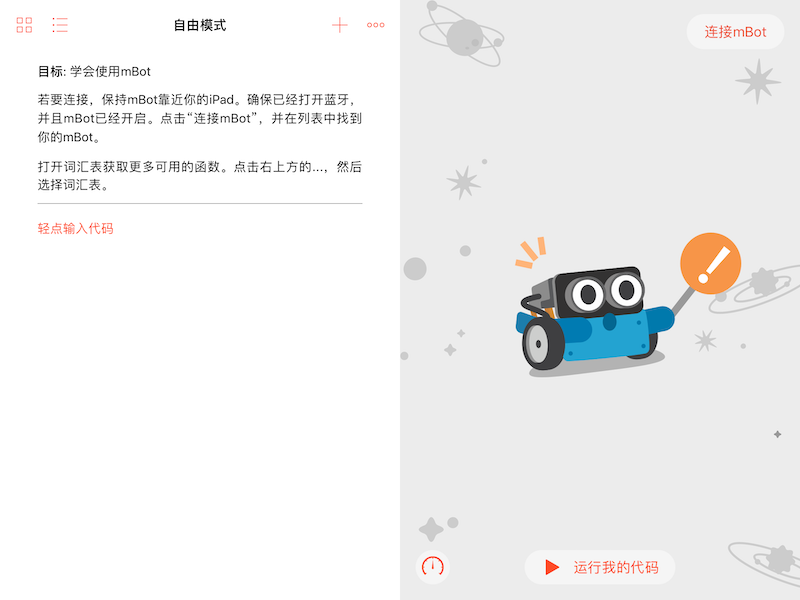 自由模式
目标: 学会使用mBot
若要连接，保持mBot靠近你的iPad。确保已经打开蓝牙，
并且mBot已经开启。点击“连接mBot”，并在列表中找到
你的mBot。
打开词汇表获取更多可用的函数。点击右上方的...，然后
选择词汇表。
轻点输入代码
连接mBot
运行我的代码